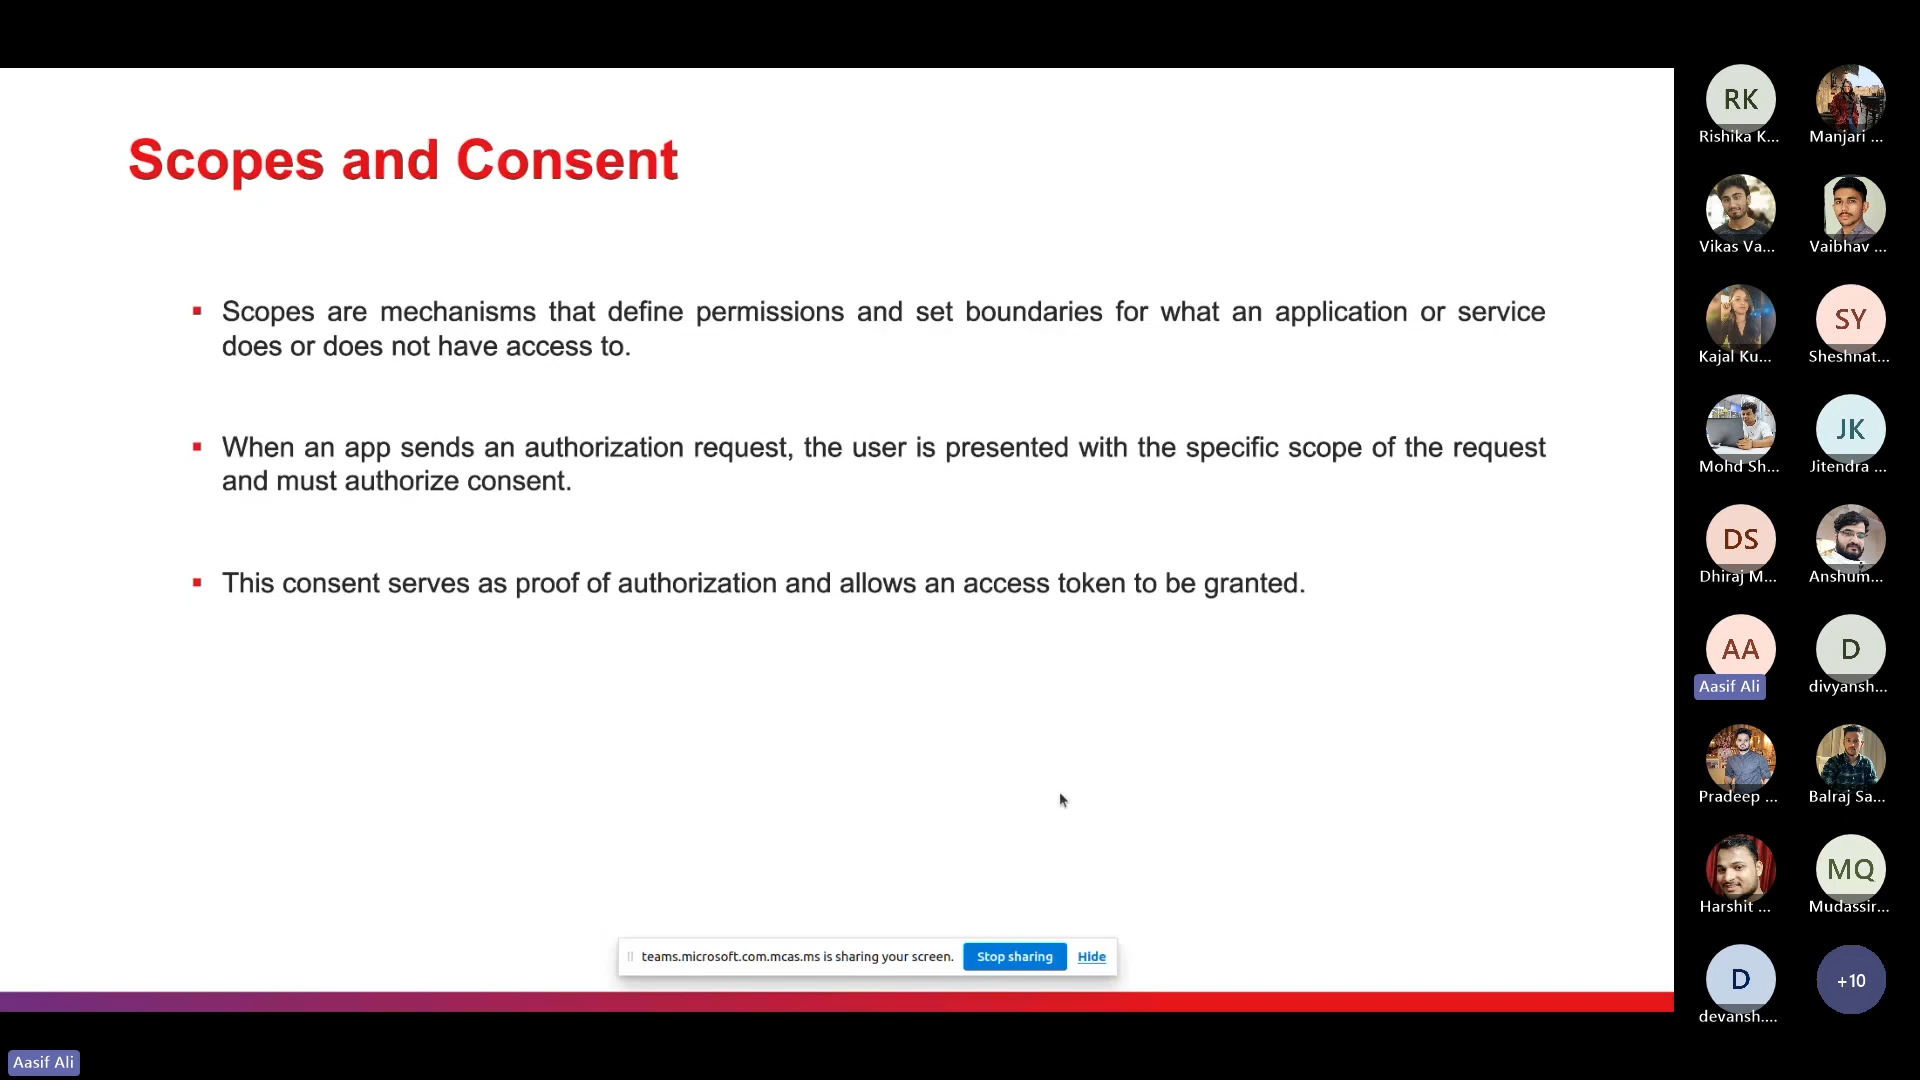 Scopes and Consent
Scopes are mechanisms that define permissions and set boundaries for what an application or service
does or does not have access to.
When an app sends an authorization request, the user is presented with the specific scope of the request
and must authorize consent.
This consent serves as proof of authorization and allows an access token to be granted.
teams.microsoft.com.mcas.ms is sharing your screen. Stop sharing Hide
Aasif Ali
RK
Rishika K... Manjari ...
Vikas Va... Vaibhav ...
SY
Kajal Ku... Sheshnat...
JK
Mohd Sh... Jitendra ...
DS
Dhiraj M... Anshum...
AA D
Aasif Ali divyansh...
Pradeep ... Balraj Sa...
MQ
Harshit ... Mudassir...
D +10
devansh....